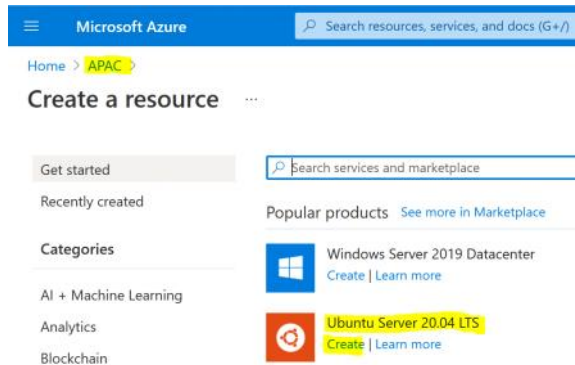 Microsoft Azure
Search resources, services, and docs (G+/)
Home > APAC >
Create a resource ...
Get started
Recently created
Categories
AI + Machine Learning
Analytics
Blockchain
Search services and marketplace
Popular products See more in Marketplace
Windows Server 2019 Datacenter
Create | Learn more
Ubuntu Server 20.04 LTS
Create | Learn more